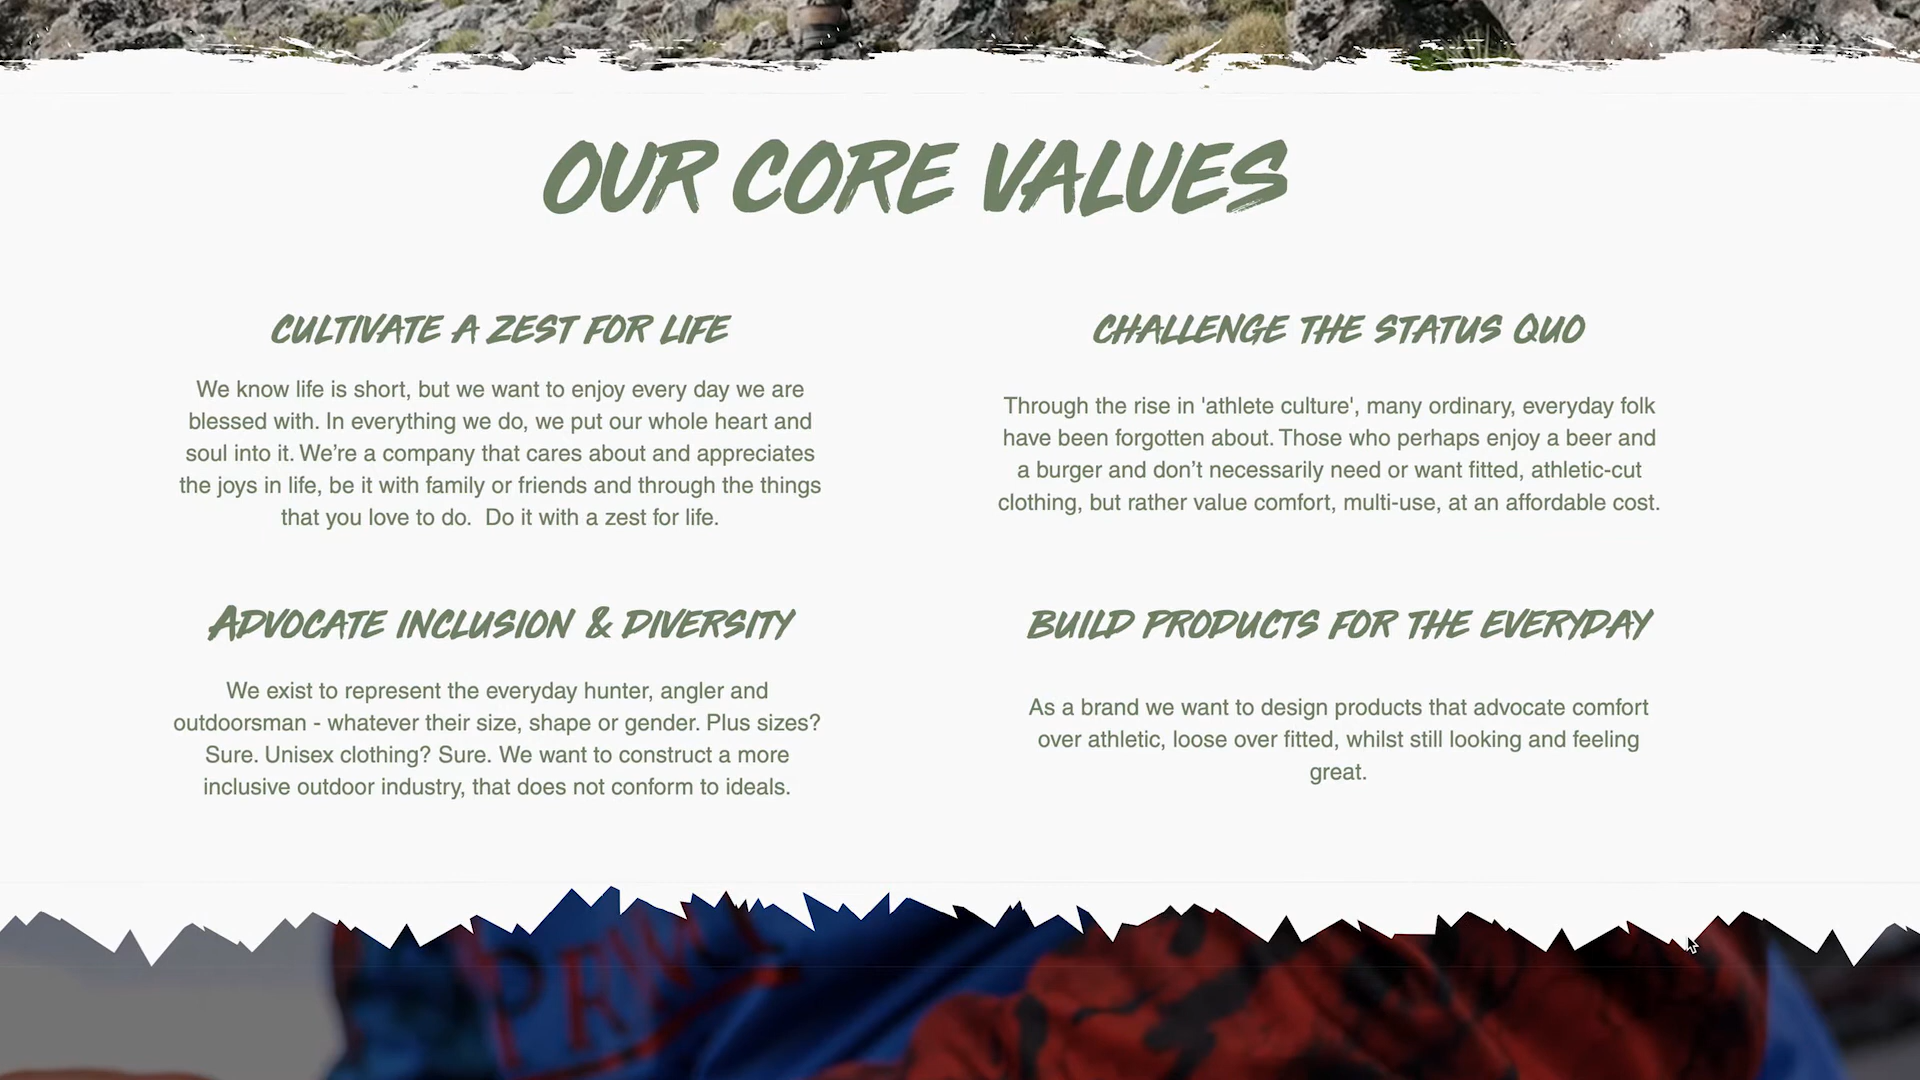 OUR CORE VALUES
CULTIVATE A ZEST FOR LIFE
We know life is short, but we want to enjoy every day we are
blessed with. In everything we do, we put our whole heart and
soul into it. We’re a company that cares about and appreciates
the joys in life, be it with family or friends and through the things
that you love to do.  Do it with a zest for life.
CHALLENGE THE STATUS QUO
Through the rise in 'athlete culture', many ordinary, everyday folk
have been forgotten about. Those who perhaps enjoy a beer and
a burger and don’t necessarily need or want fitted, athletic-cut
clothing, but rather value comfort, multi-use, at an affordable cost.
ADVOCATE INCLUSION & DIVERSITY
We exist to represent the everyday hunter, angler and
outdoorsman - whatever their size, shape or gender. Plus sizes?
Sure. Unisex clothing? Sure. We want to construct a more
inclusive outdoor industry, that does not conform to ideals.
BUILD PRODUCTS FOR THE EVERYDAY
As a brand we want to design products that advocate comfort
over athletic, loose over fitted, whilst still looking and feeling
great.